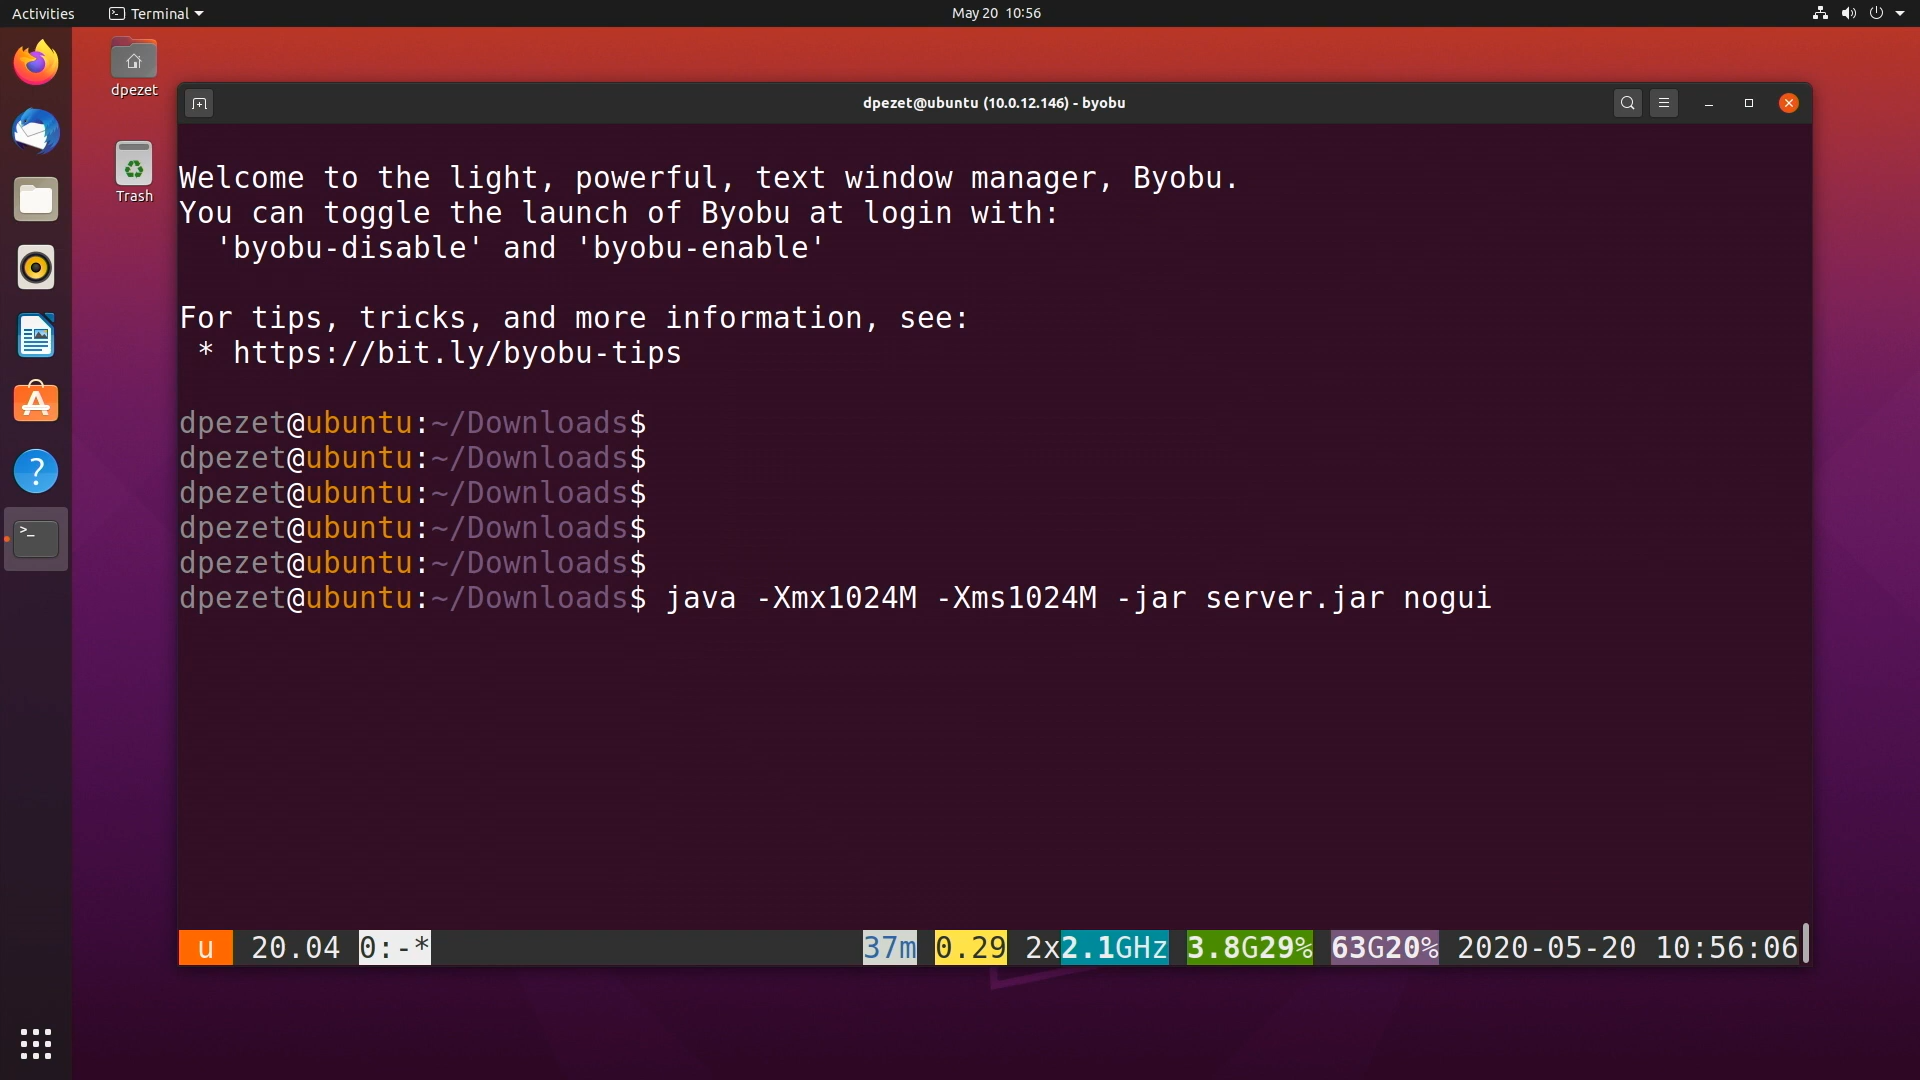 Activities
Terminal
May 20 10:56
dpezet
Trash
dpezet@ubuntu (10.0.12.146) - byobu
Welcome to the light, powerful, text window manager, Byobu.
You can toggle the launch of Byobu at login with:
'byobu-disable' and 'byobu-enable'
For tips, tricks, and more information, see:
* https://bit.ly/byobu-tips
dpezet@ubuntu:~/Downloads$
dpezet@ubuntu:~/Downloads$
dpezet@ubuntu:~/Downloads$
dpezet@ubuntu:~/Downloads$
dpezet@ubuntu:~/Downloads$
dpezet@ubuntu:~/Downloads$ java -Xmx1024M -Xms1024M -jar server.jar nogui
u 20.04 0:-* 37m 0.29 2x2.1GHz 3.8G29% 63G20% 2020-05-20 10:56:06